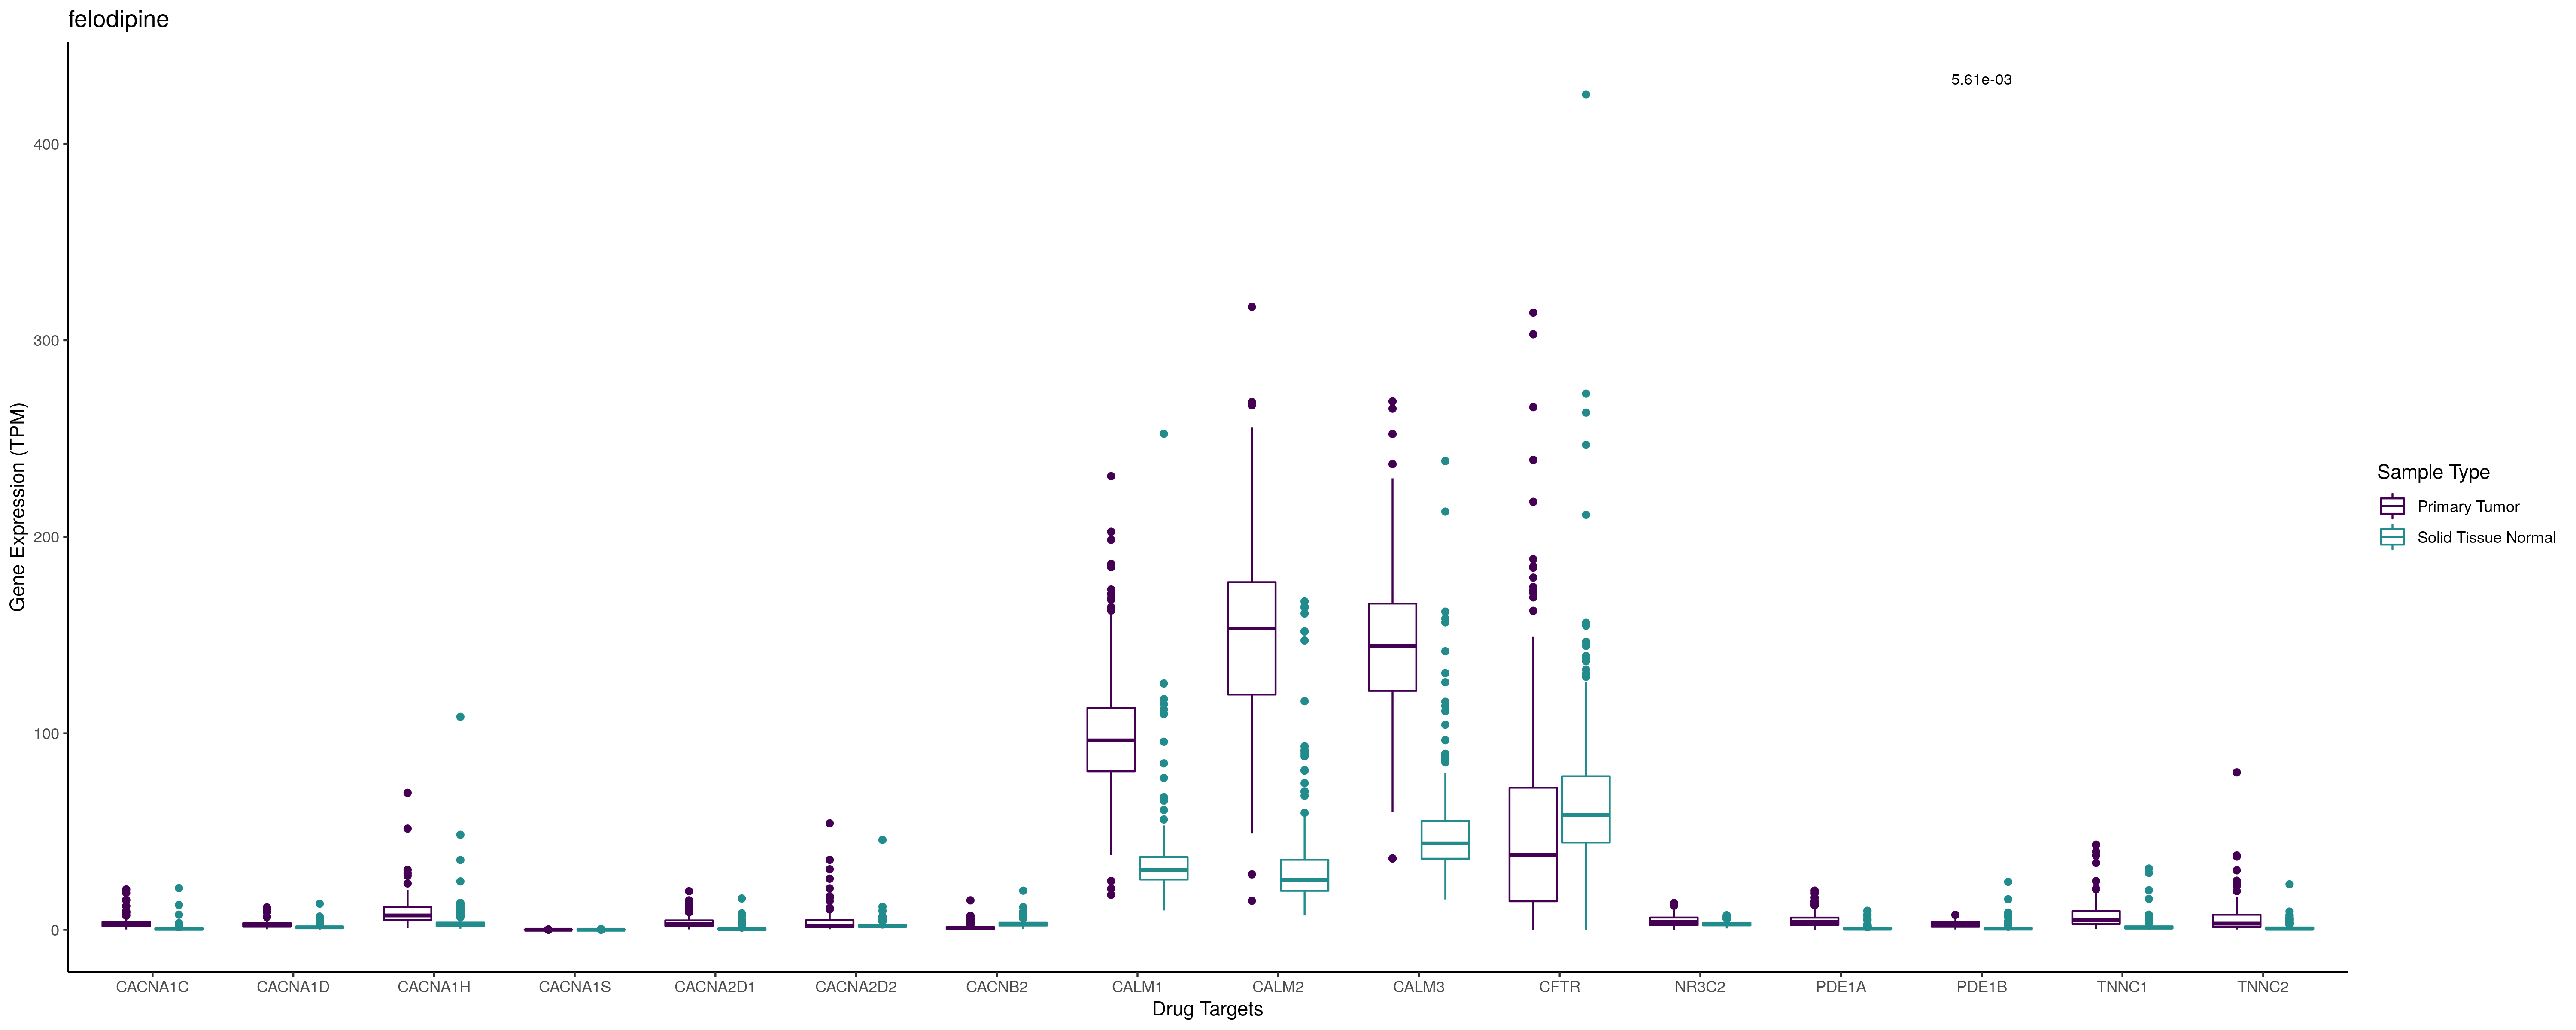 felodipine
5.61e-03
400
300
200
100
0
Gene Expression (TPM)
CACNA1C CACNA1D CACNA1H CACNA1S CACNA2D1 CACNA2D2 CACNB2 CALM1 CALM2 CALM3 CFTR NR3C2 PDE1A PDE1B TNNC1 TNNC2
Drug Targets
Sample Type
Primary Tumor
Solid Tissue Normal